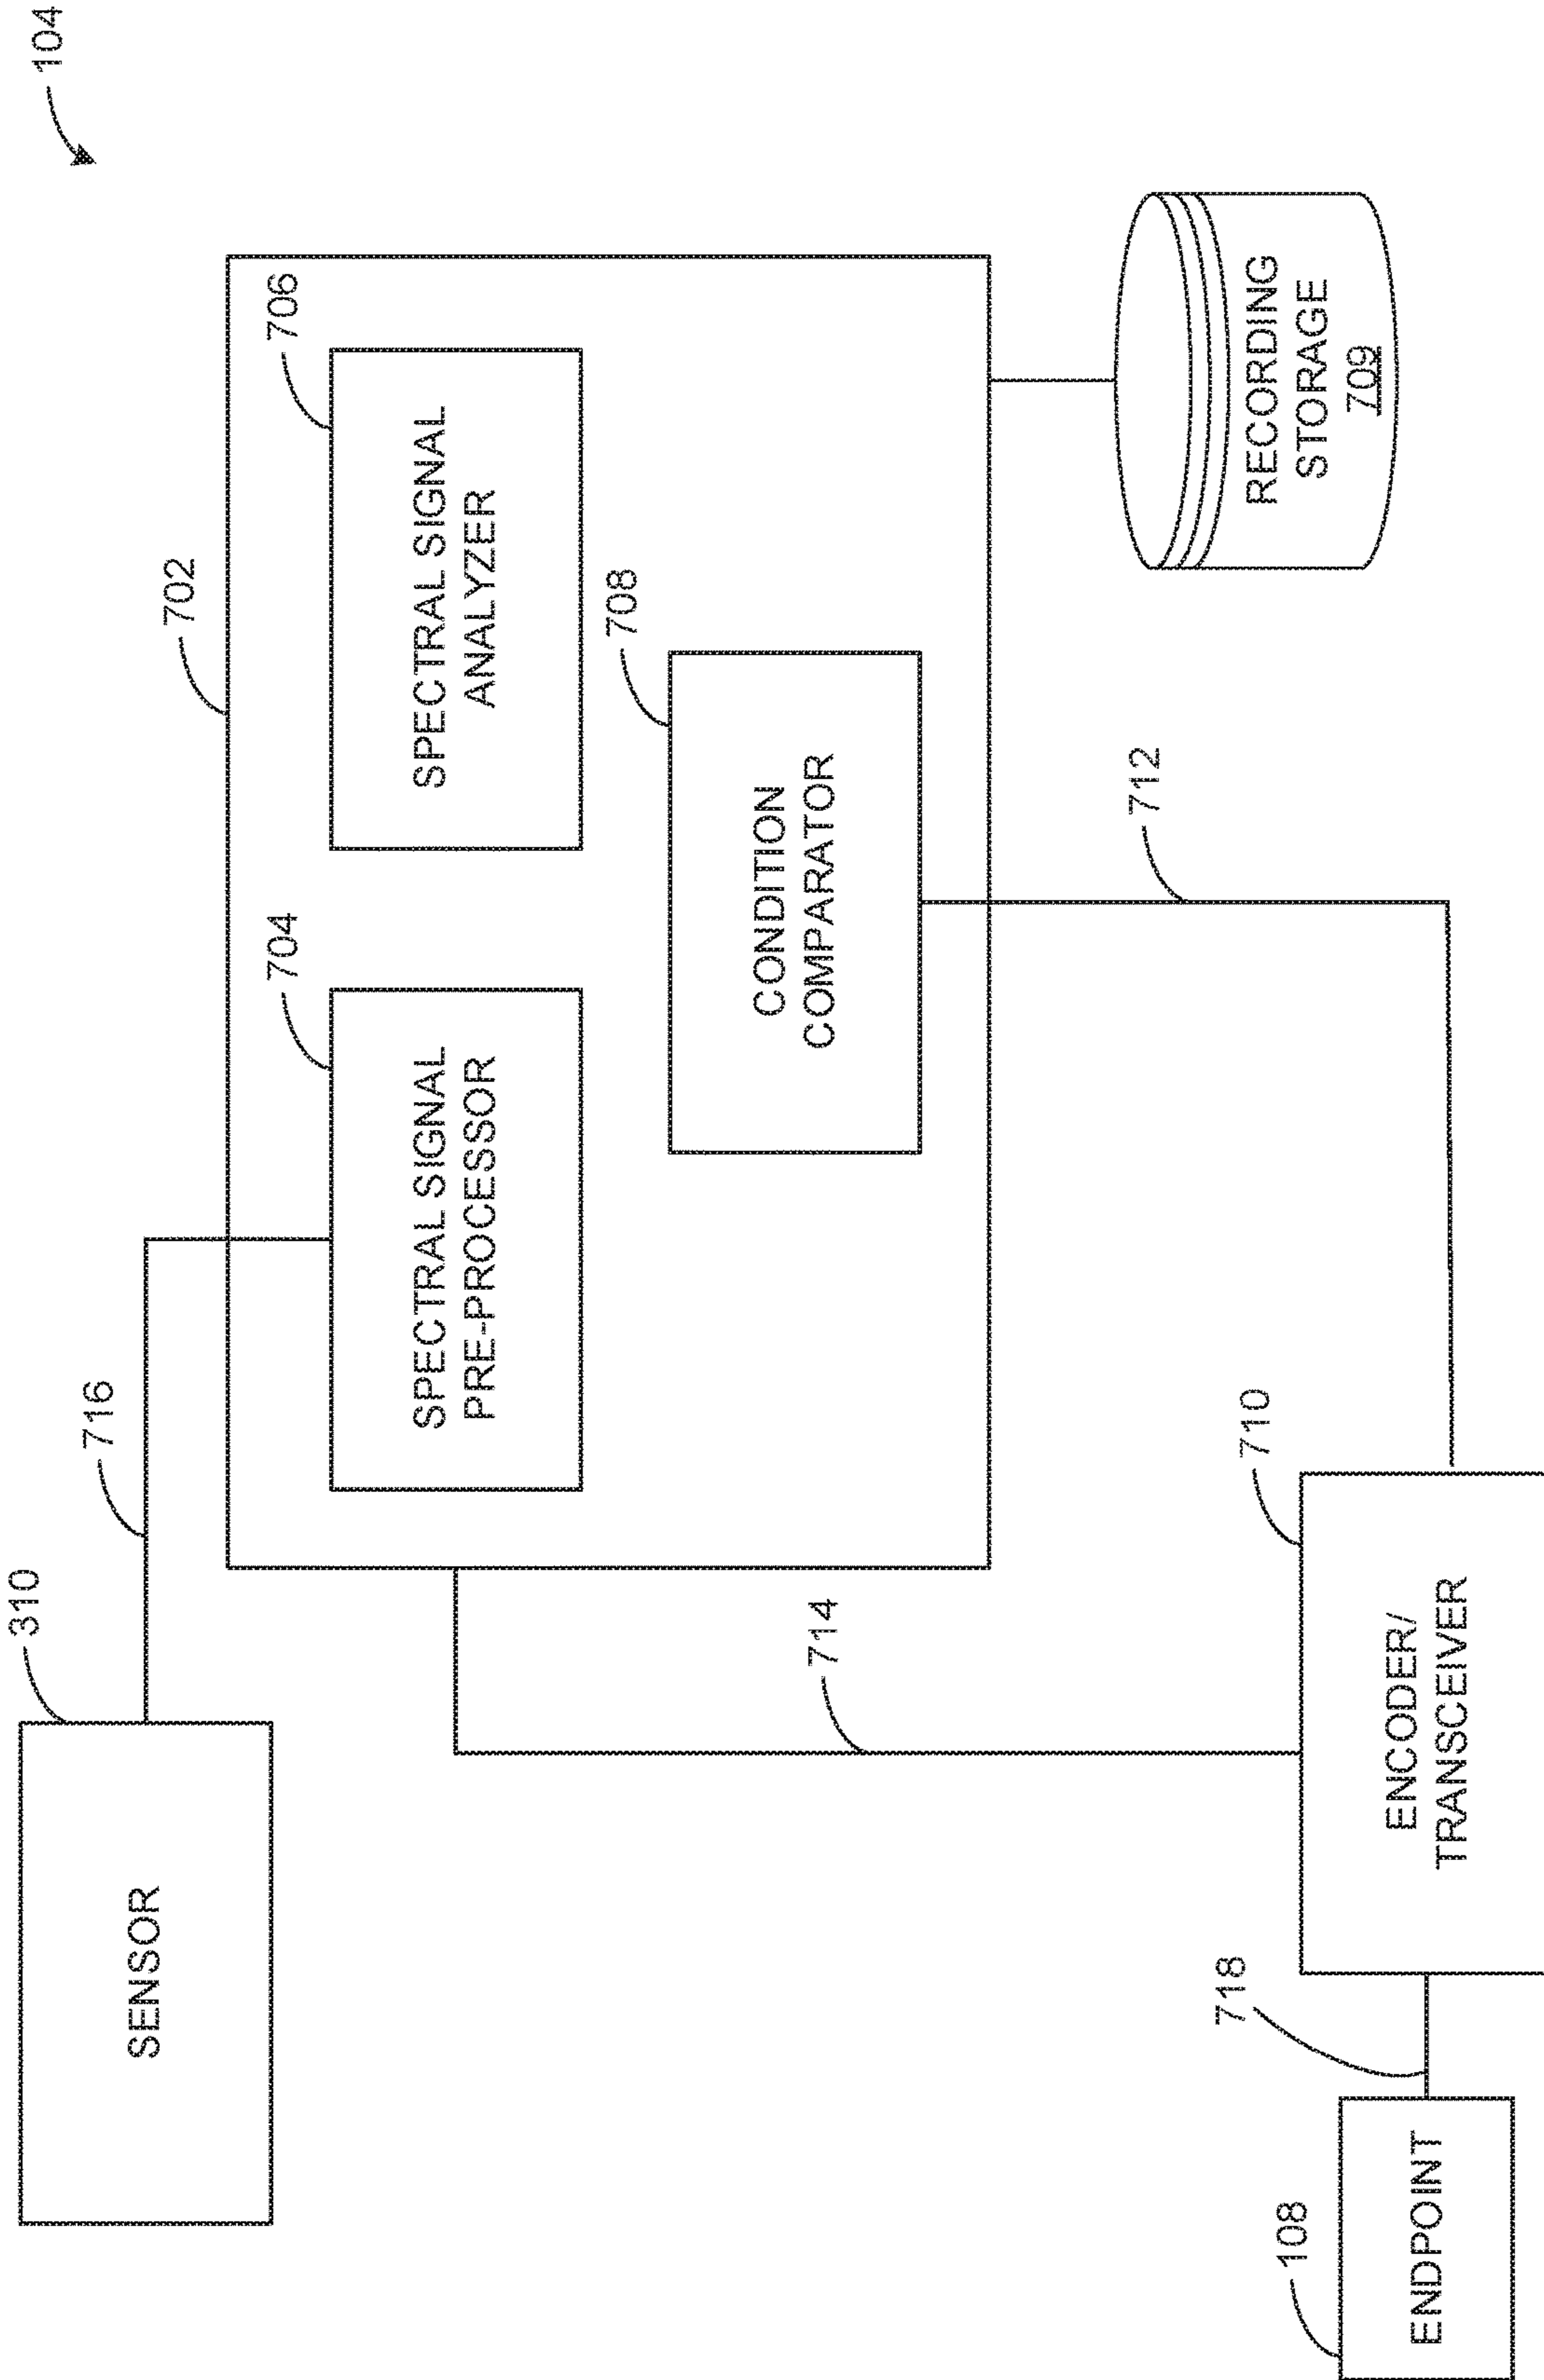 104
310
SENSOR
716
702
704
SPECTRAL SIGNAL
PRE-PROCESSOR
706
SPECTRAL SIGNAL
ANALYZER
708
CONDITION
COMPARATOR
714
712
RECORDING
STORAGE
709
710
ENCODER/
TRANSCEIVER
718
108
ENDPOINT